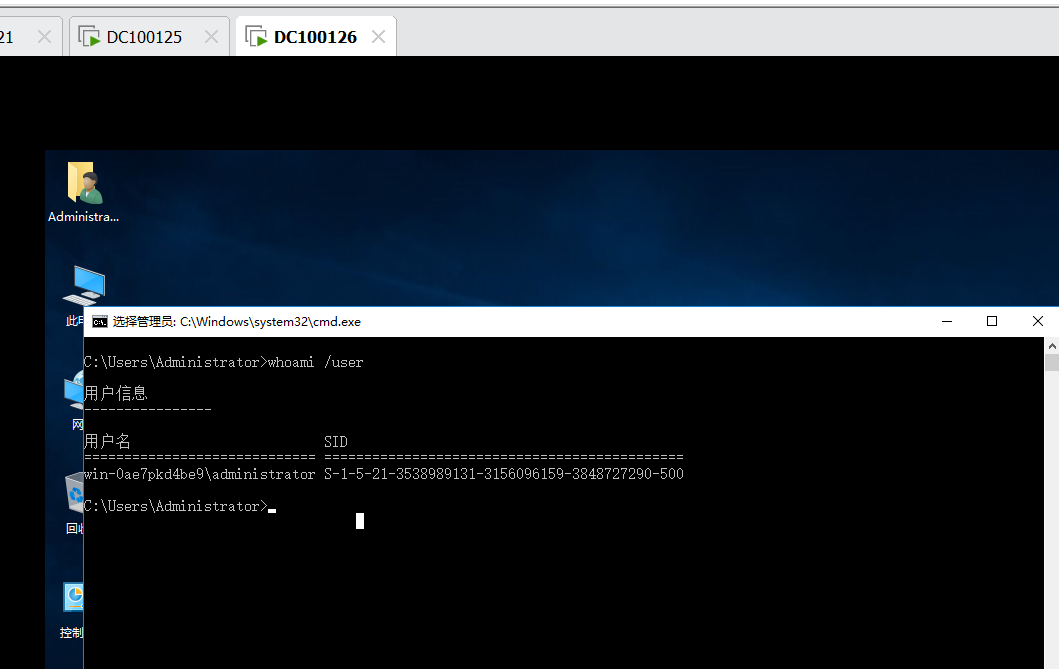 21
DC100125
DC100126
Administra...
此电
选择管理员: C:\Windows\system32\cmd.exe
C:\Users\Administrator>whoami /user
用户信息
----------------
用户名 SID
============================= =============================================
win-0ae7pkd4be9\administrator S-1-5-21-3538989131-3156096159-3848727290-500
C:\Users\Administrator>
网
回收
控制